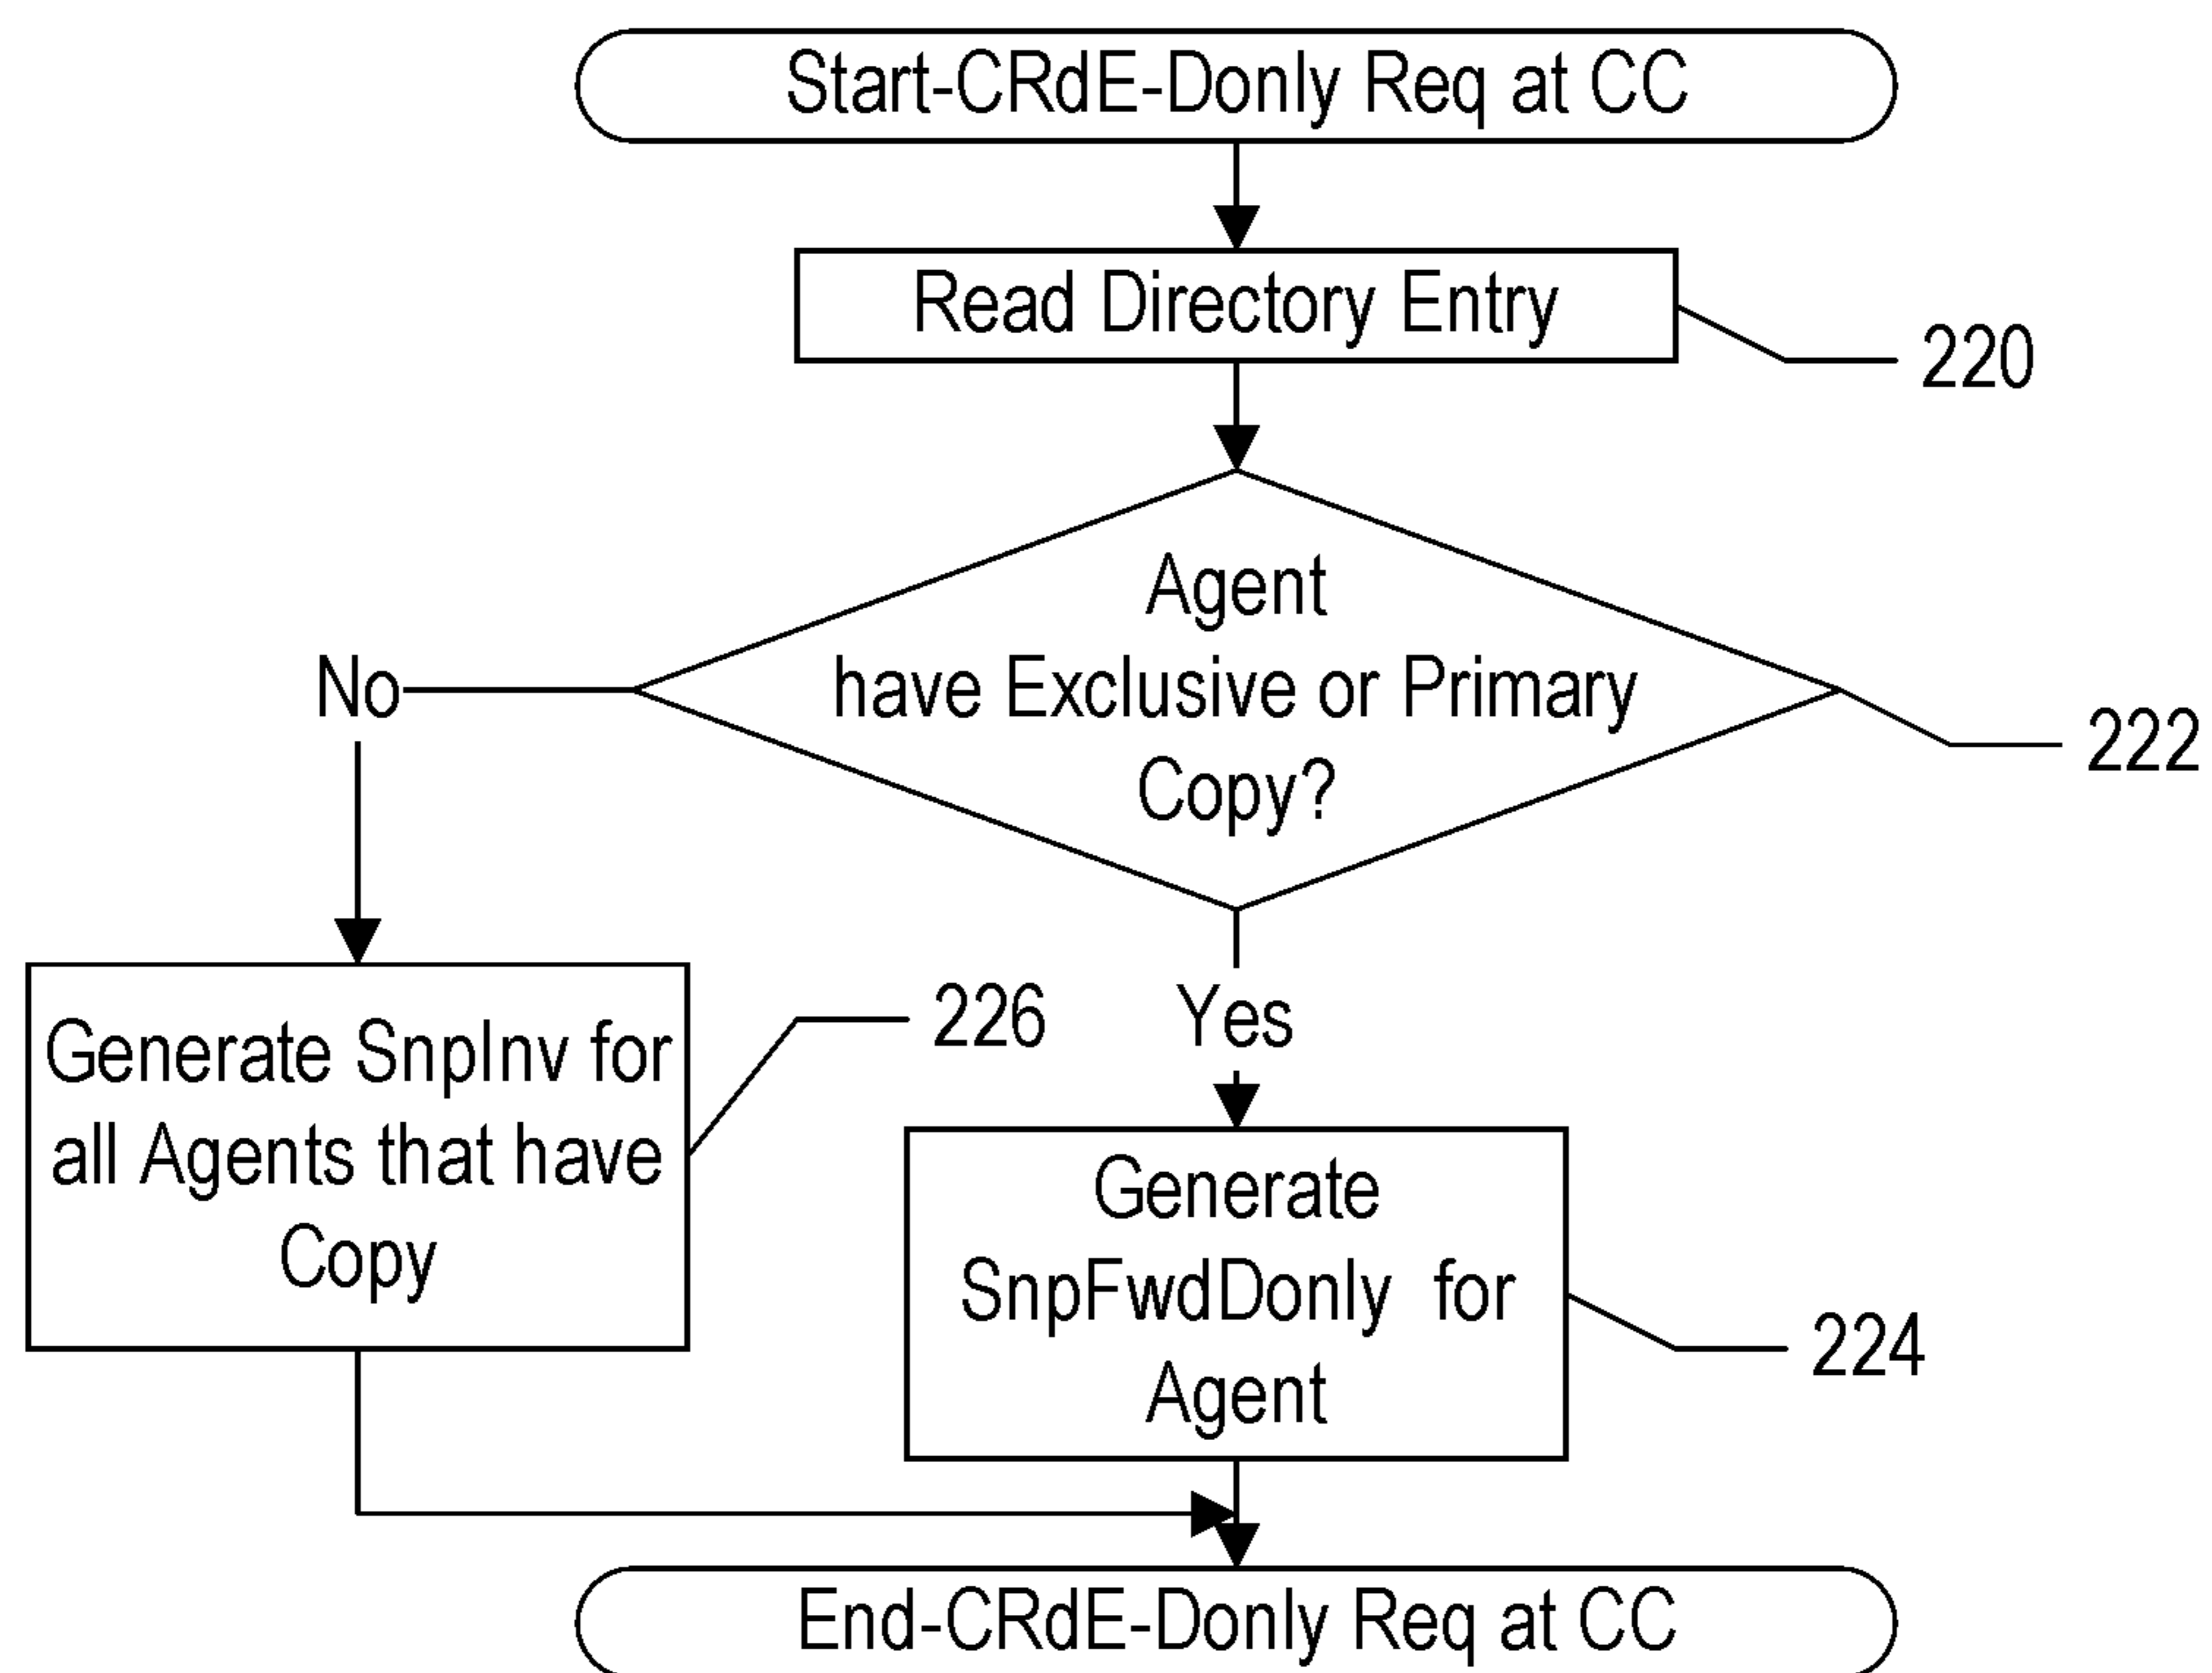 Start-CRdE-Donly Req at CC
Read Directory Entry
220
Agent
have Exclusive or Primary
Copy?
No
222
Yes
Generate SnpInv for
all Agents that have
Copy
226
Generate
SnpFwdDonly for
Agent
224
End-CRdE-Donly Req at CC